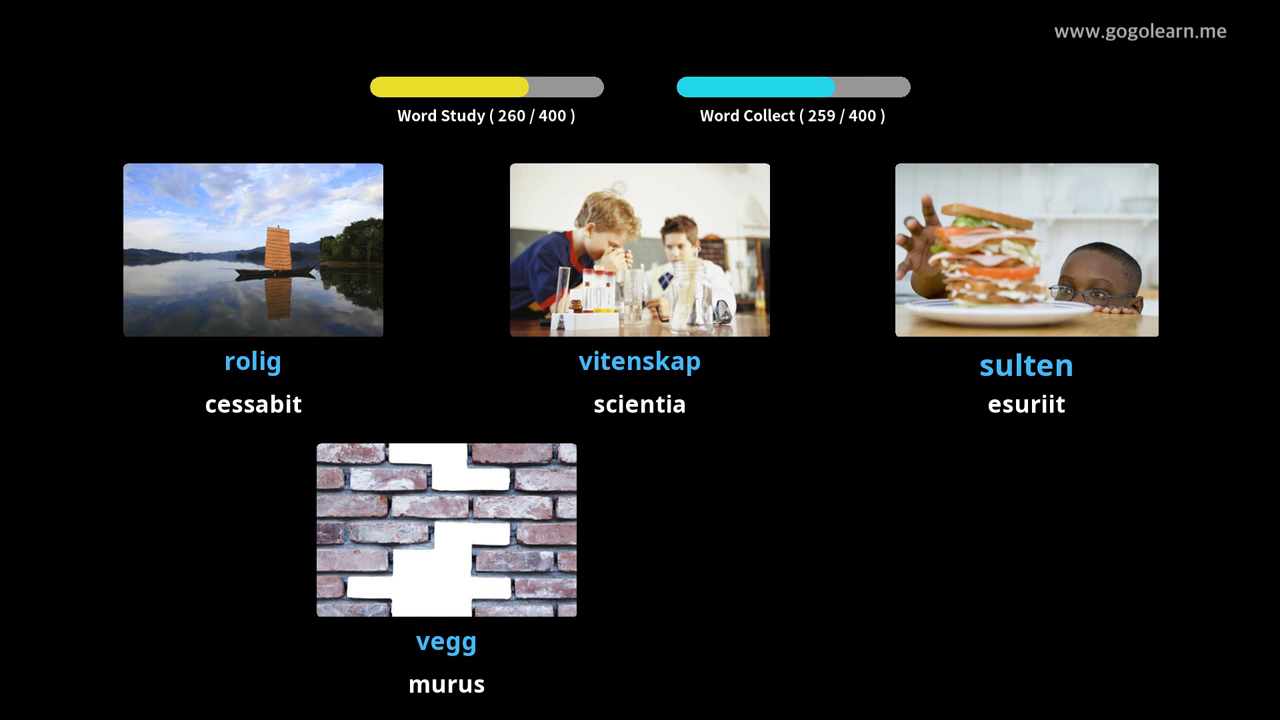 www.gogolearn.me
Word Study ( 260 / 400 )
Word Collect ( 259 / 400 )
rolig
cessabit
vitenskap
scientia
sulten
esuriit
vegg
murus